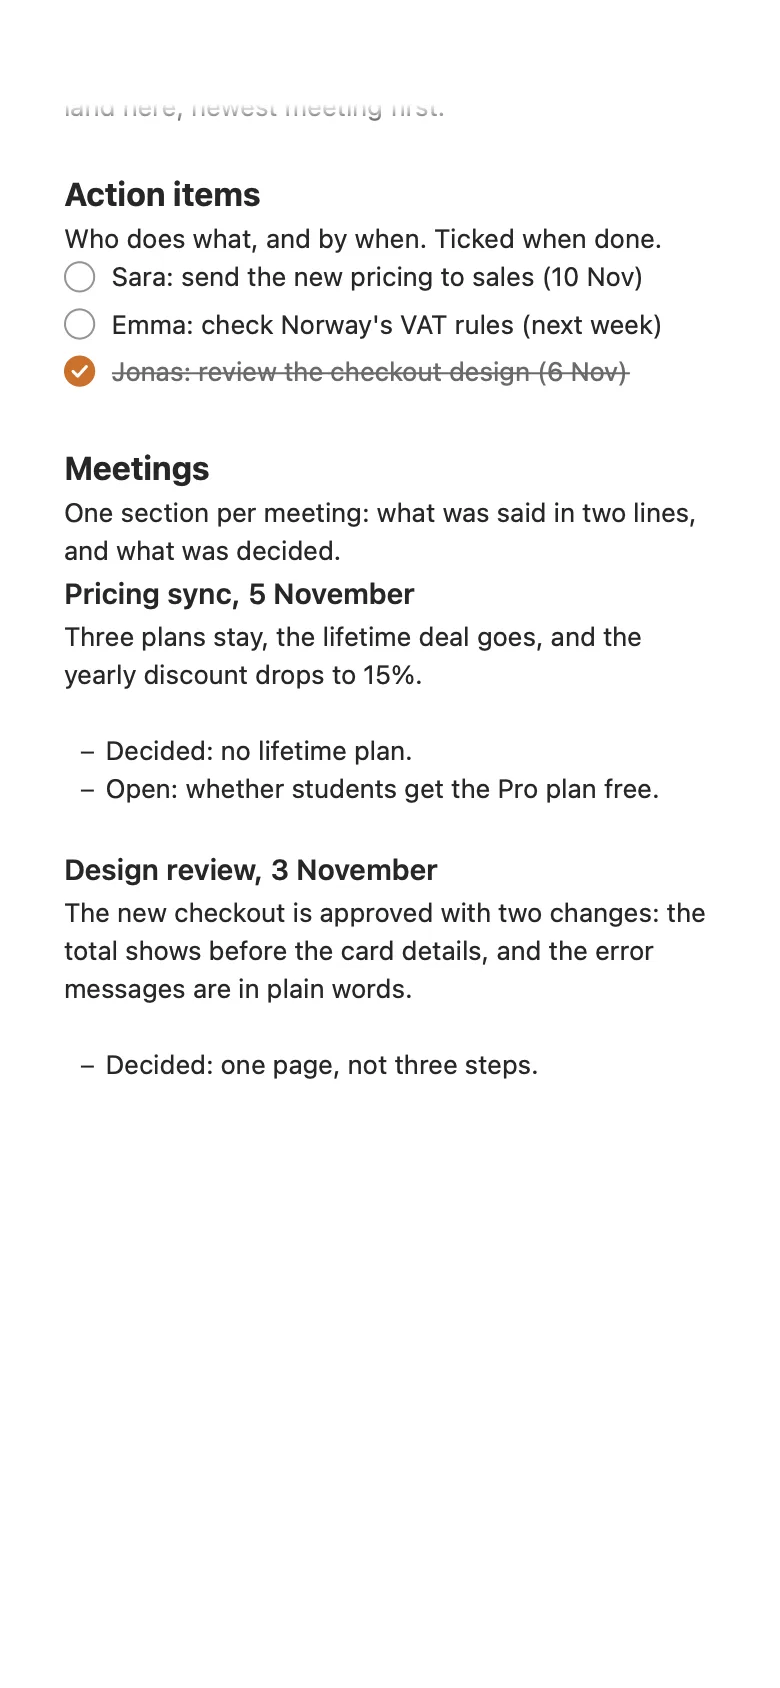 land here, newest meeting first.
Action items
Who does what, and by when. Ticked when done.
Sara: send the new pricing to sales (10 Nov)
Emma: check Norway's VAT rules (next week)
Jonas: review the checkout design (6 Nov)
Meetings
One section per meeting: what was said in two lines,
and what was decided.
Pricing sync, 5 November
Three plans stay, the lifetime deal goes, and the
yearly discount drops to 15%.
– Decided: no lifetime plan.
– Open: whether students get the Pro plan free.
Design review, 3 November
The new checkout is approved with two changes: the
total shows before the card details, and the error
messages are in plain words.
– Decided: one page, not three steps.